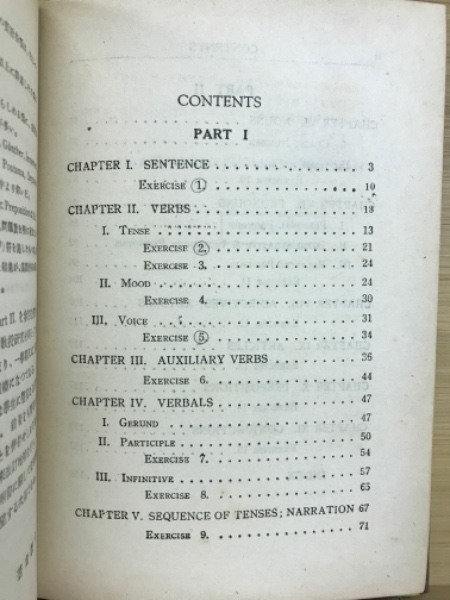 CONTENTS
PART I
CHAPTER I. SENTENCE 3
EXERCISE 1. 10
CHAPTER II. VERBS 13
I. TENSE 13
EXERCISE 2. 21
EXERCISE 3. 24
II. MOOD 24
EXERCISE 4. 30
III. VOICE 31
EXERCISE 5. 34
CHAPTER III. AUXILIARY VERBS 36
EXERCISE 6. 44
CHAPTER IV. VERBALS 47
I. GERUND 47
II. PARTICIPLE 50
EXERCISE 7. 54
III. INFINITIVE 57
EXERCISE 8. 65
CHAPTER V. SEQUENCE OF TENSES; NARRATION 67
EXERCISE 9. 71